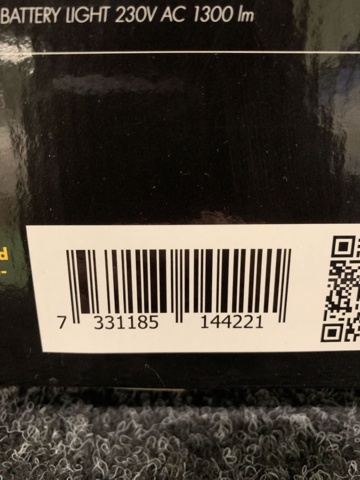 BATTERY LIGHT 230V AC 1300 lm
7 331185 144221